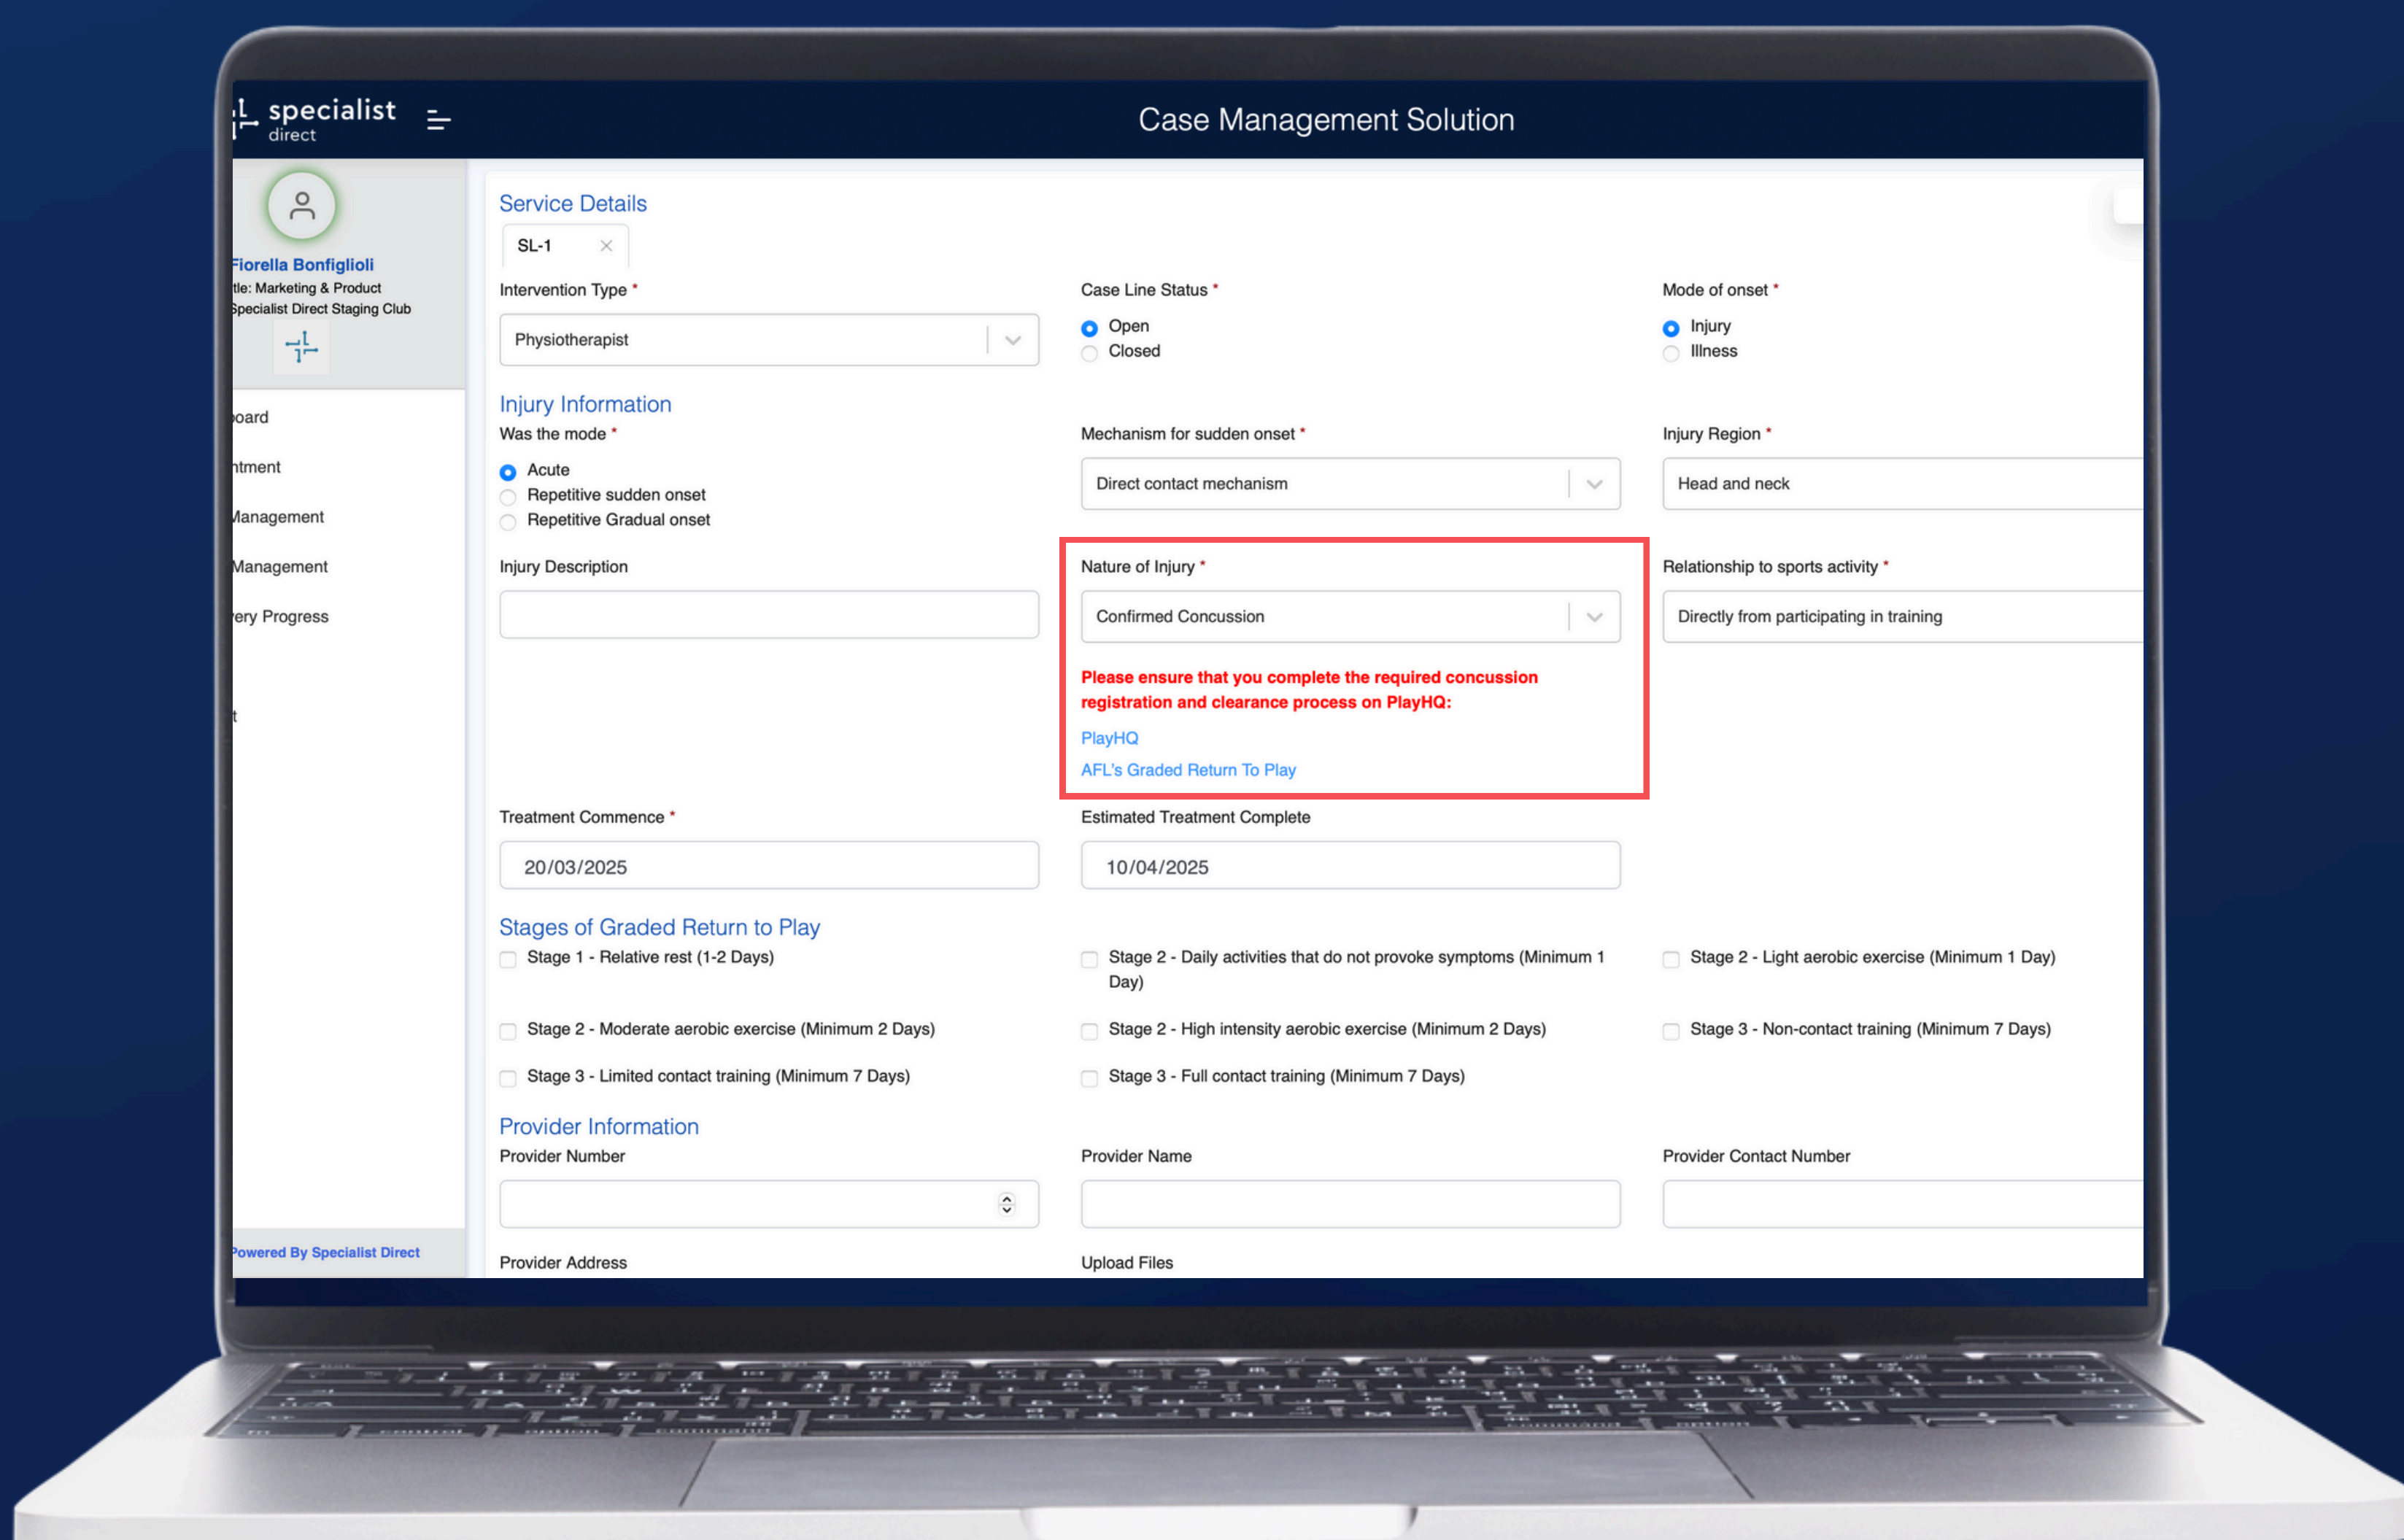 specialist
direct
Case Management Solution
Fiorella Bonfiglioli
tle: Marketing & Product
Specialist Direct Staging Club
board
ntment
Management
Management
ery Progress
t
Powered By Specialist Direct
Service Details
SL-1
Intervention Type *
Physiotherapist
Case Line Status *
Open
Closed
Mode of onset *
Injury
Illness
Injury Information
Was the mode *
Acute
Repetitive sudden onset
Repetitive Gradual onset
Mechanism for sudden onset *
Direct contact mechanism
Injury Region *
Head and neck
Injury Description
Nature of Injury *
Confirmed Concussion
Please ensure that you complete the required concussion
registration and clearance process on PlayHQ:
PlayHQ
AFL's Graded Return To Play
Relationship to sports activity *
Directly from participating in training
Treatment Commence *
20/03/2025
Estimated Treatment Complete
10/04/2025
Stages of Graded Return to Play
Stage 1 - Relative rest (1-2 Days)
Stage 2 - Daily activities that do not provoke symptoms (Minimum 1
Day)
Stage 2 - Light aerobic exercise (Minimum 1 Day)
Stage 2 - Moderate aerobic exercise (Minimum 2 Days)
Stage 2 - High intensity aerobic exercise (Minimum 2 Days)
Stage 3 - Non-contact training (Minimum 7 Days)
Stage 3 - Limited contact training (Minimum 7 Days)
Stage 3 - Full contact training (Minimum 7 Days)
Provider Information
Provider Number
Provider Name
Provider Contact Number
Provider Address
Upload Files